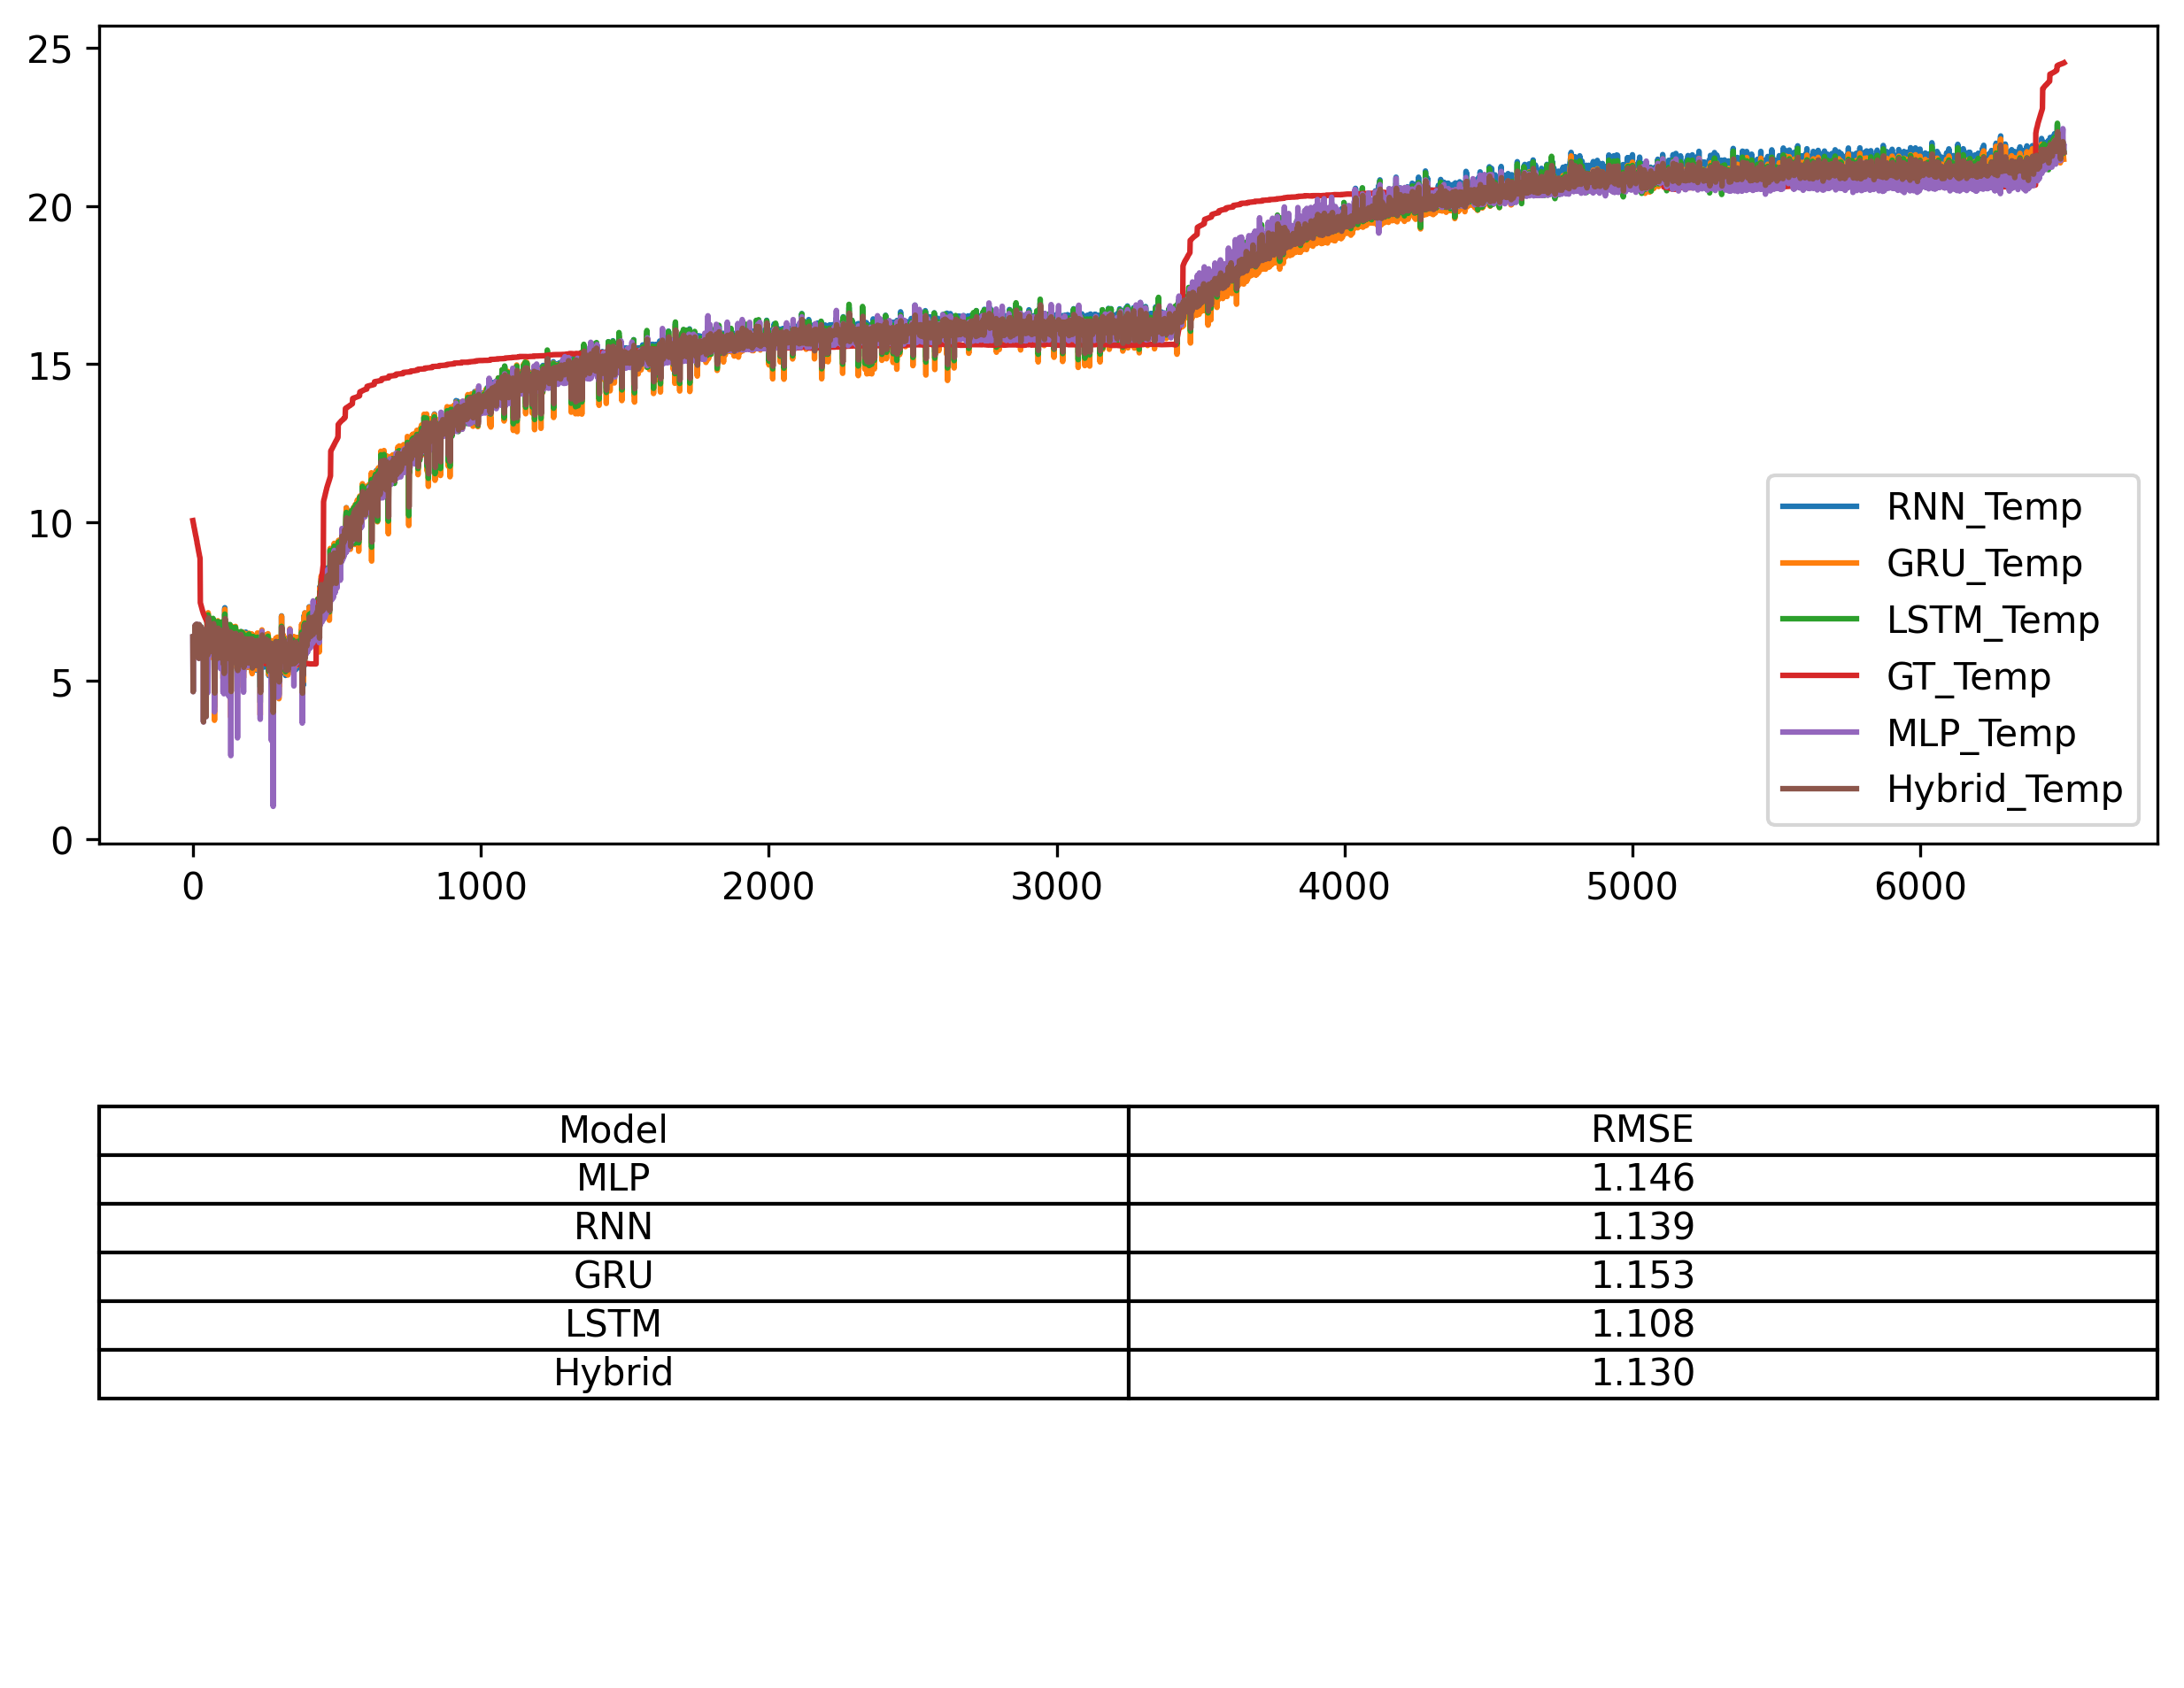 25
20
15
10
5
0
0 1000 2000 3000 4000 5000 6000
RNN_Temp
GRU_Temp
LSTM_Temp
GT_Temp
MLP_Temp
Hybrid_Temp
Model RMSE
MLP 1.146
RNN 1.139
GRU 1.153
LSTM 1.108
Hybrid 1.130